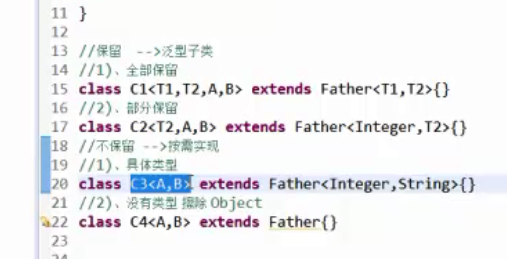 11 }
12
13 //保留 -->泛型子类
14 //1)、全部保留
15 class C1<T1,T2,A,B> extends Father<T1,T2>{}
16 //2)、部分保留
17 class C2<T2,A,B> extends Father<Integer,T2>{}
18 //不保留 -->按需实现
19 //1)、具体类型
20 class C3<A,B> extends Father<Integer,String>{}
21 //2)、没有类型 擦除 Object
22 class C4<A,B> extends Father{}
23